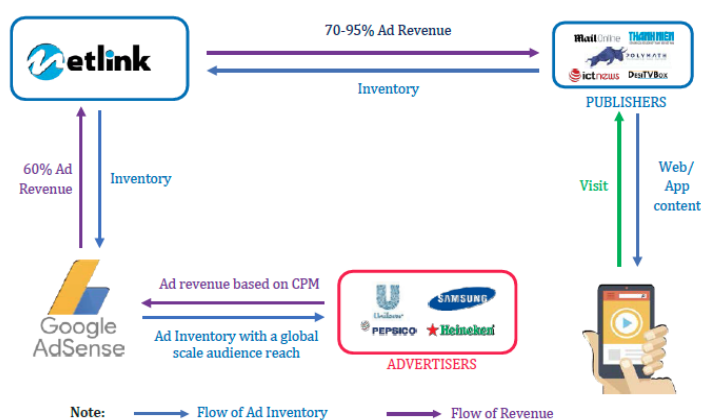 Netlink
70-95% Ad Revenue
Inventory
MailOnline
THANH NIÊN
POLYMATH
ictnews
DESITVBOX
PUBLISHERS
60% Ad
Revenue
Inventory
Visit
Web/
App
content
Google
AdSense
Ad revenue based on CPM
Ad Inventory with a global
scale audience reach
Unilever
SAMSUNG
PEPSICO
Heineken
ADVERTISERS
Note:
Flow of Ad Inventory
Flow of Revenue